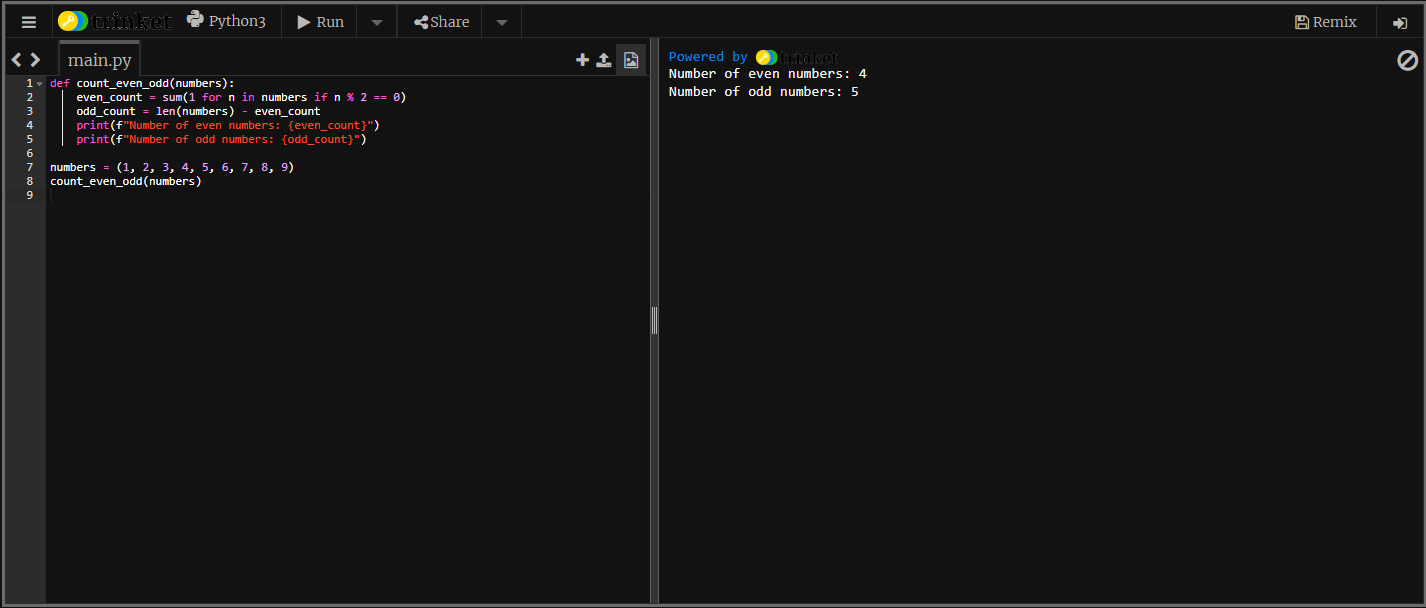 trinket Python3 Run Share Remix
main.py
1 def count_even_odd(numbers):
2     even_count = sum(1 for n in numbers if n % 2 == 0)
3     odd_count = len(numbers) - even_count
4     print(f"Number of even numbers: {even_count}")
5     print(f"Number of odd numbers: {odd_count}")
6
7 numbers = (1, 2, 3, 4, 5, 6, 7, 8, 9)
8 count_even_odd(numbers)
9
Powered by trinket
Number of even numbers: 4
Number of odd numbers: 5